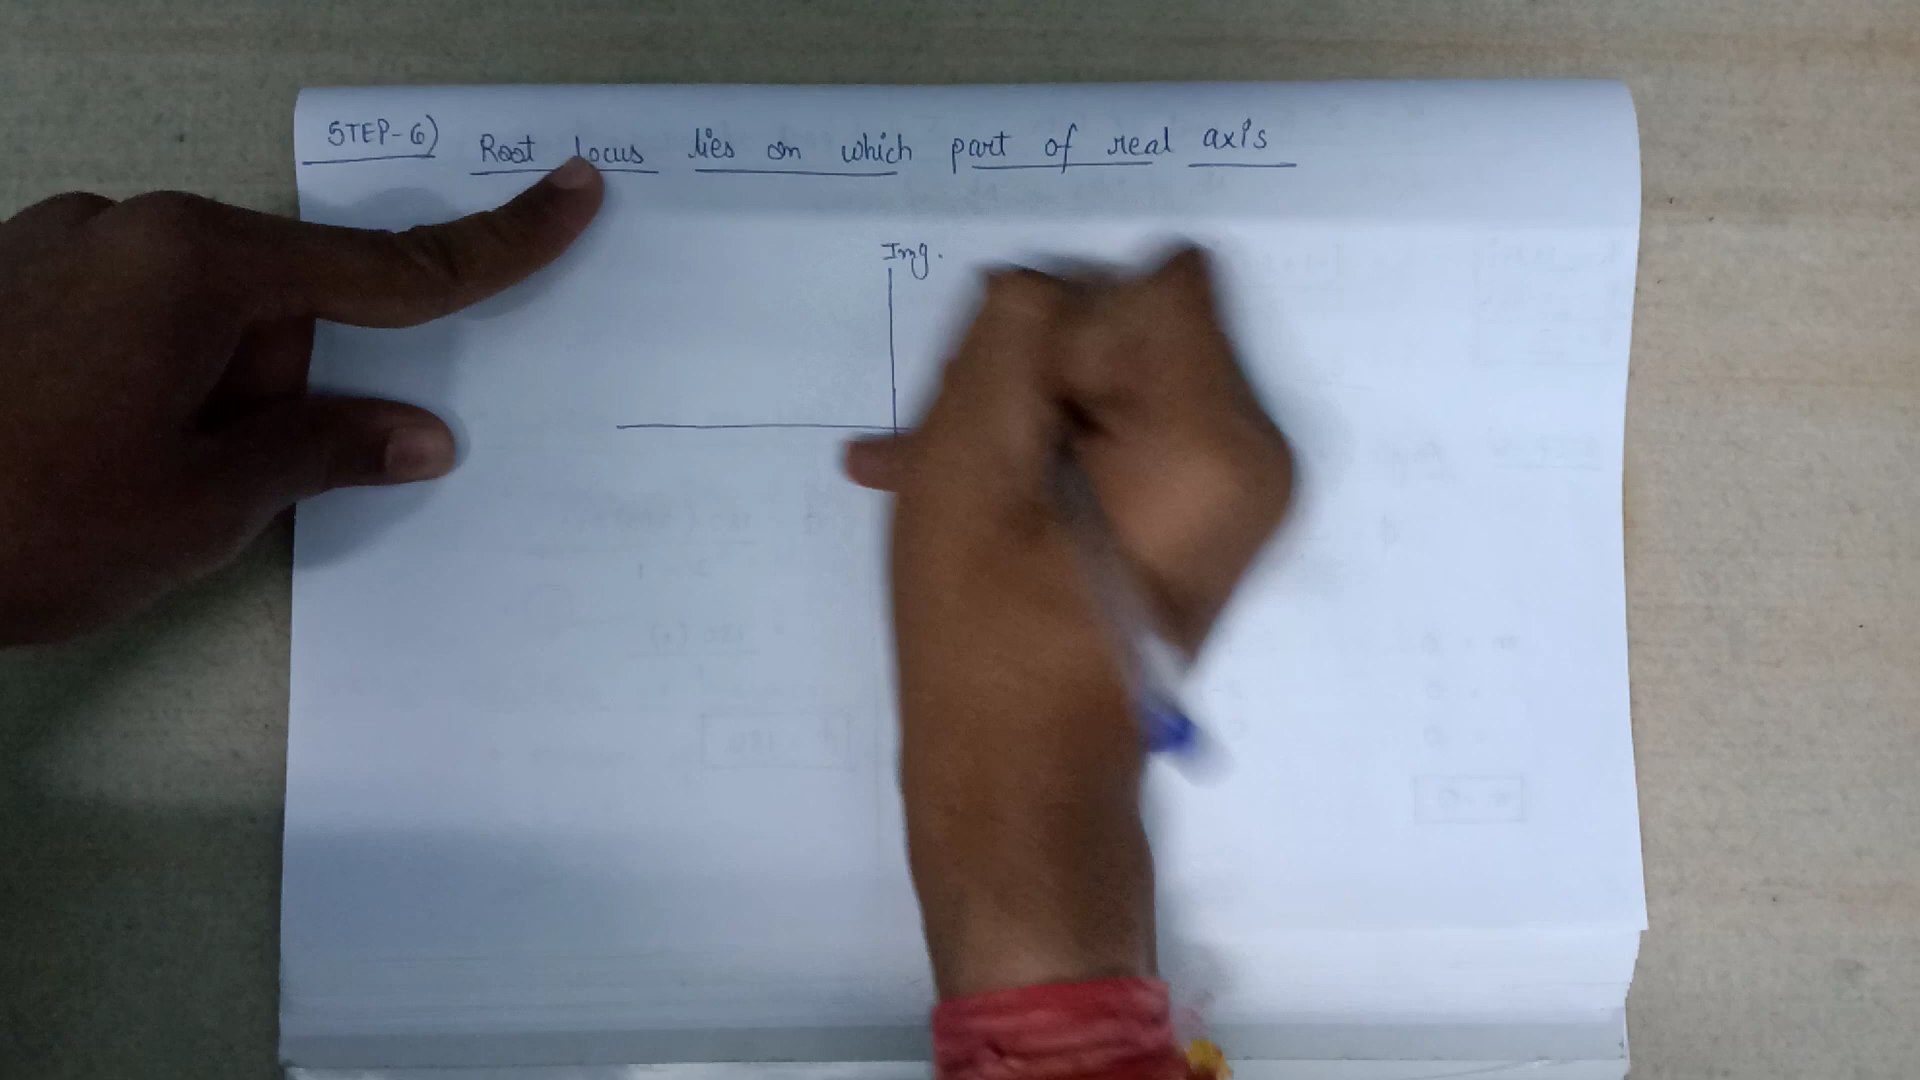 STEP-6) Root locus lies on which part of real axis
Img.